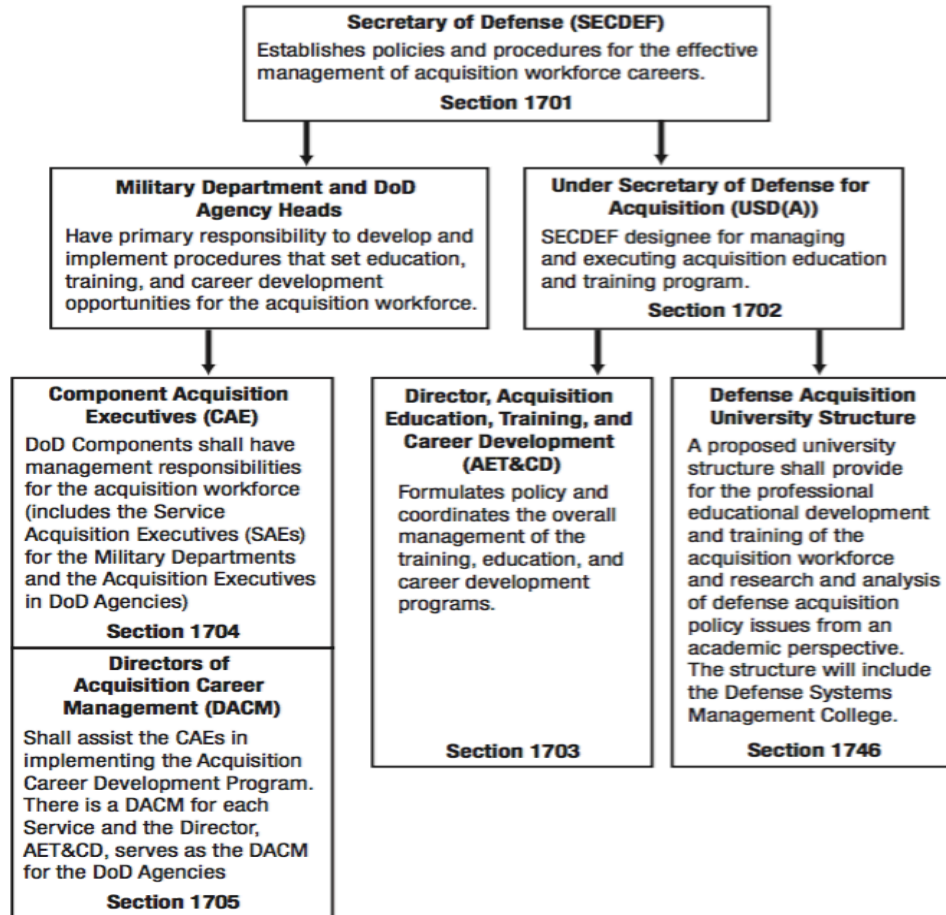 Secretary of Defense (SECDEF)
Establishes policies and procedures for the effective
management of acquisition workforce careers.
Section 1701
Military Department and DoD
Agency Heads
Have primary responsibility to develop and
implement procedures that set education,
training, and career development
opportunities for the acquisition workforce.
Under Secretary of Defense for
Acquisition (USD(A))
SECDEF designee for managing
and executing acquisition education
and training program.
Section 1702
Component Acquisition
Executives (CAE)
DoD Components shall have
management responsibilities
for the acquisition workforce
(includes the Service
Acquisition Executives (SAEs)
for the Military Departments
and the Acquisition Executives
in DoD Agencies)
Section 1704
Directors of
Acquisition Career
Management (DACM)
Shall assist the CAEs in
implementing the Acquisition
Career Development Program.
There is a DACM for each
Service and the Director,
AET&CD, serves as the DACM
for the DoD Agencies
Section 1705
Director, Acquisition
Education, Training, and
Career Development
(AET&CD)
Formulates policy and
coordinates the overall
management of the
training, education, and
career development
programs.
Section 1703
Defense Acquisition
University Structure
A proposed university
structure shall provide
for the professional
educational development
and training of the
acquisition workforce
and research and analysis
of defense acquisition
policy issues from an
academic perspective.
The structure will include
the Defense Systems
Management College.
Section 1746